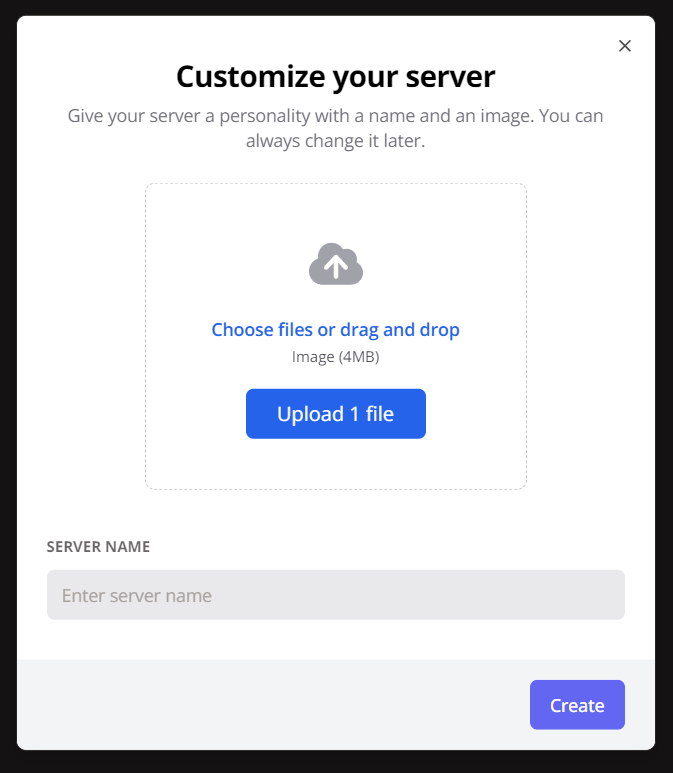 Customize your server
Give your server a personality with a name and an image. You can
always change it later.
Choose files or drag and drop
Image (4MB)
Upload 1 file
SERVER NAME
Enter server name
Create